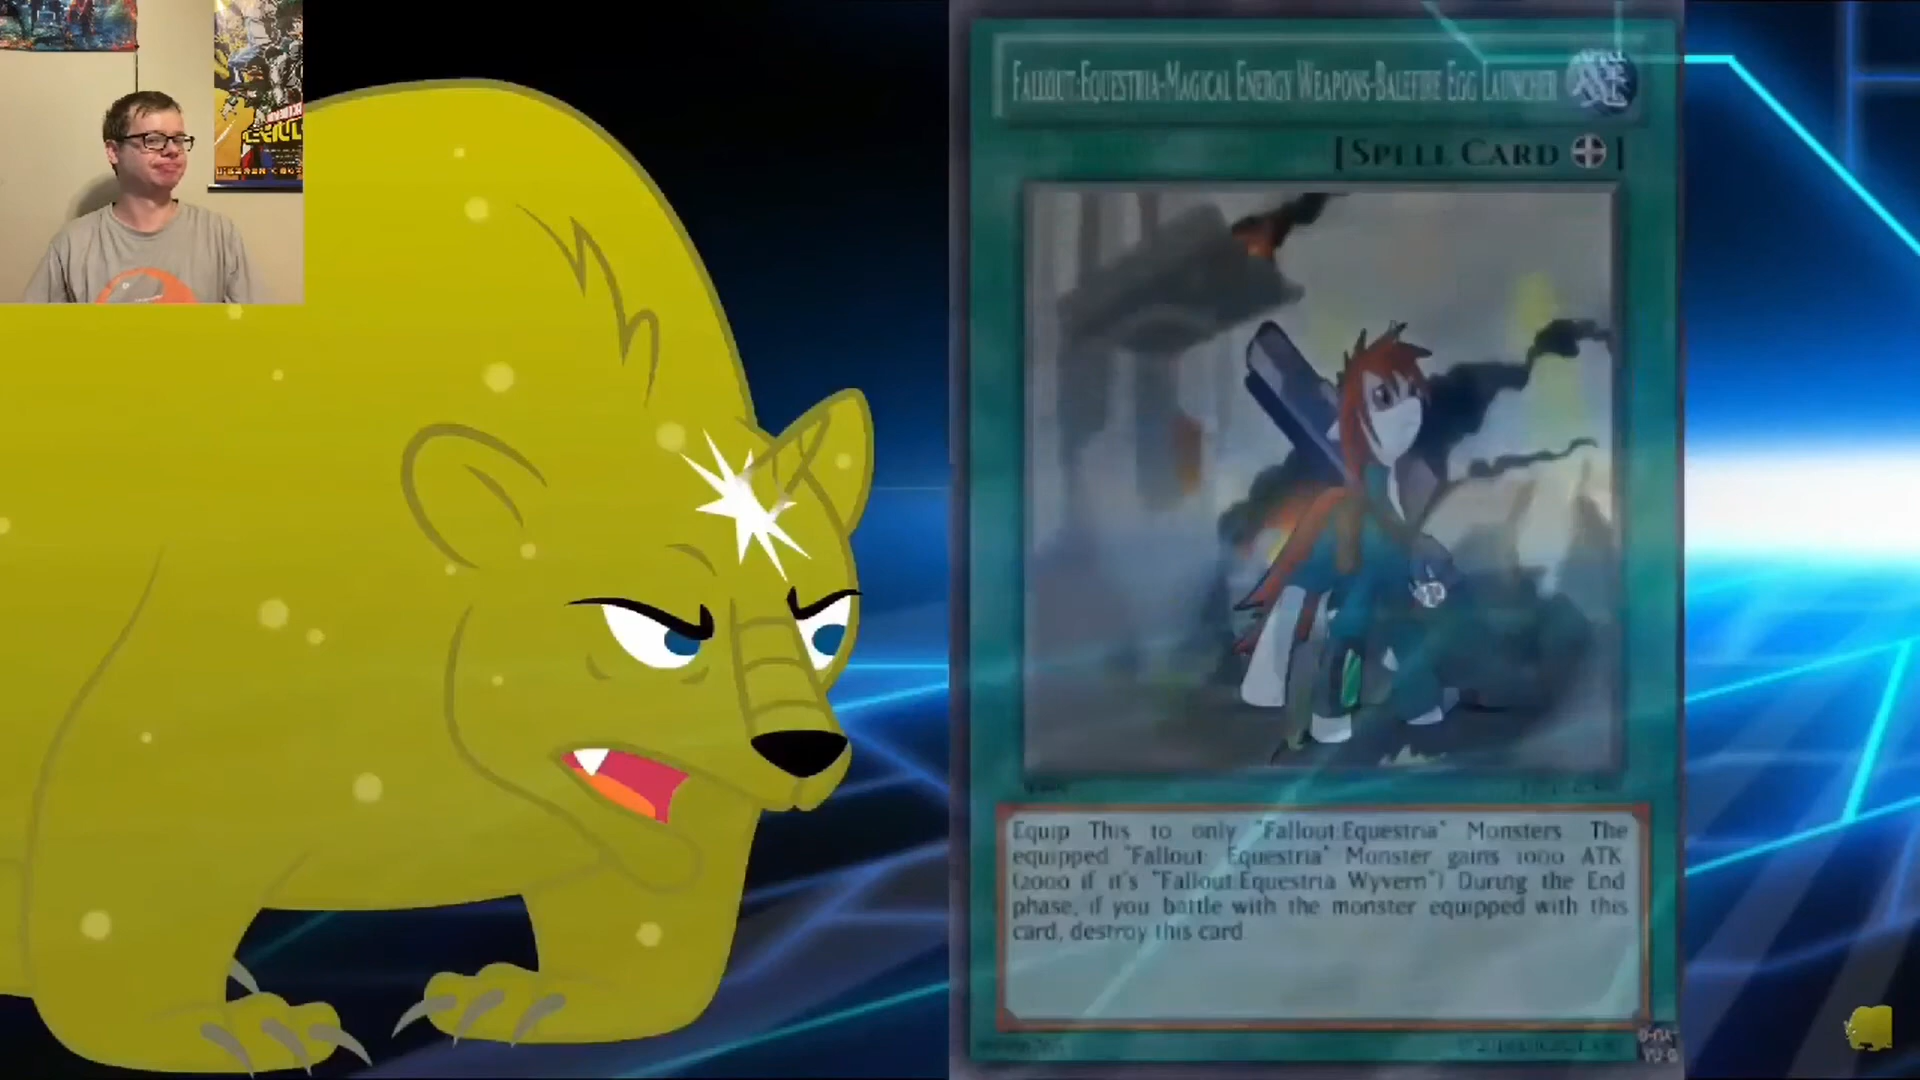 Fallout:Equestria-Magical Energy Weapons-Balefire Egg Launcher
[Spell Card ]
Equip This to only "Fallout:Equestria" Monsters. The
equipped "Fallout: Equestria" Monster gains 1000 ATK
(2000 if it's "Fallout:Equestria Wyvern") During the End
phase, if you battle with the monster equipped with this
card, destroy this card